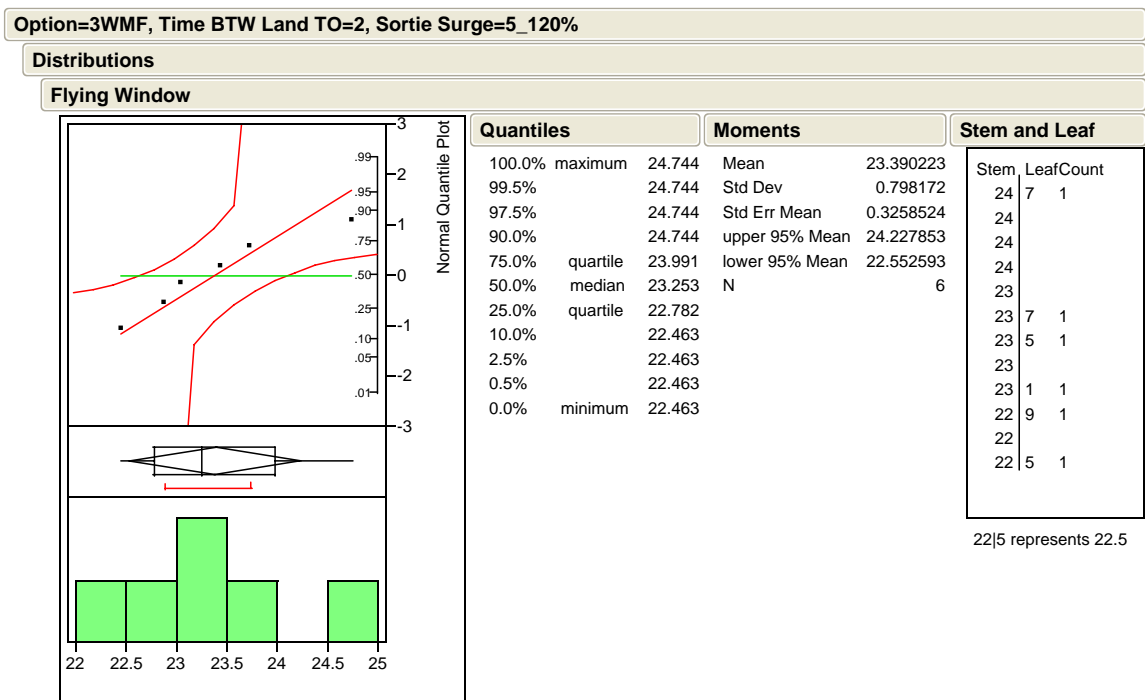 Option=3WMF, Time BTW Land TO=2, Sortie Surge=5_120%
Distributions
Flying Window
3
2
1
0
-1
-2
-3
.99
.95
.90
.75
.50
.25
.10
.05
.01
Normal Quantile Plot
22 22.5 23 23.5 24 24.5 25
Quantiles
100.0% maximum 24.744
99.5% 24.744
97.5% 24.744
90.0% 24.744
75.0% quartile 23.991
50.0% median 23.253
25.0% quartile 22.782
10.0% 22.463
2.5% 22.463
0.5% 22.463
0.0% minimum 22.463
Moments
Mean 23.390223
Std Dev 0.798172
Std Err Mean 0.3258524
upper 95% Mean 24.227853
lower 95% Mean 22.552593
N 6
Stem and Leaf
Stem LeafCount
24 7 1
24
24
24
23
23 7 1
23 5 1
23
23 1 1
22 9 1
22
22 5 1
22|5 represents 22.5